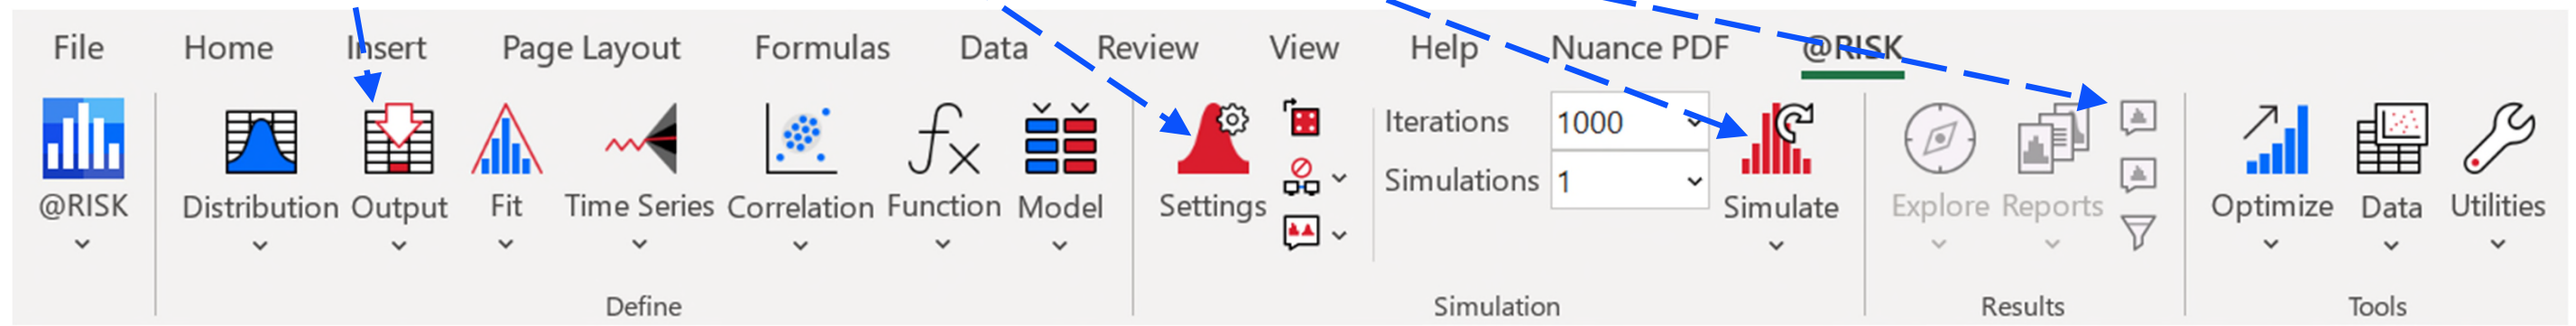 File Home Insert Page Layout Formulas Data Review View Help Nuance PDF @RISK
Iterations 1000
Simulations 1
@RISK Distribution Output Fit Time Series Correlation Function Model Settings Simulate Explore Reports Optimize Data Utilities
Define Simulation Results Tools